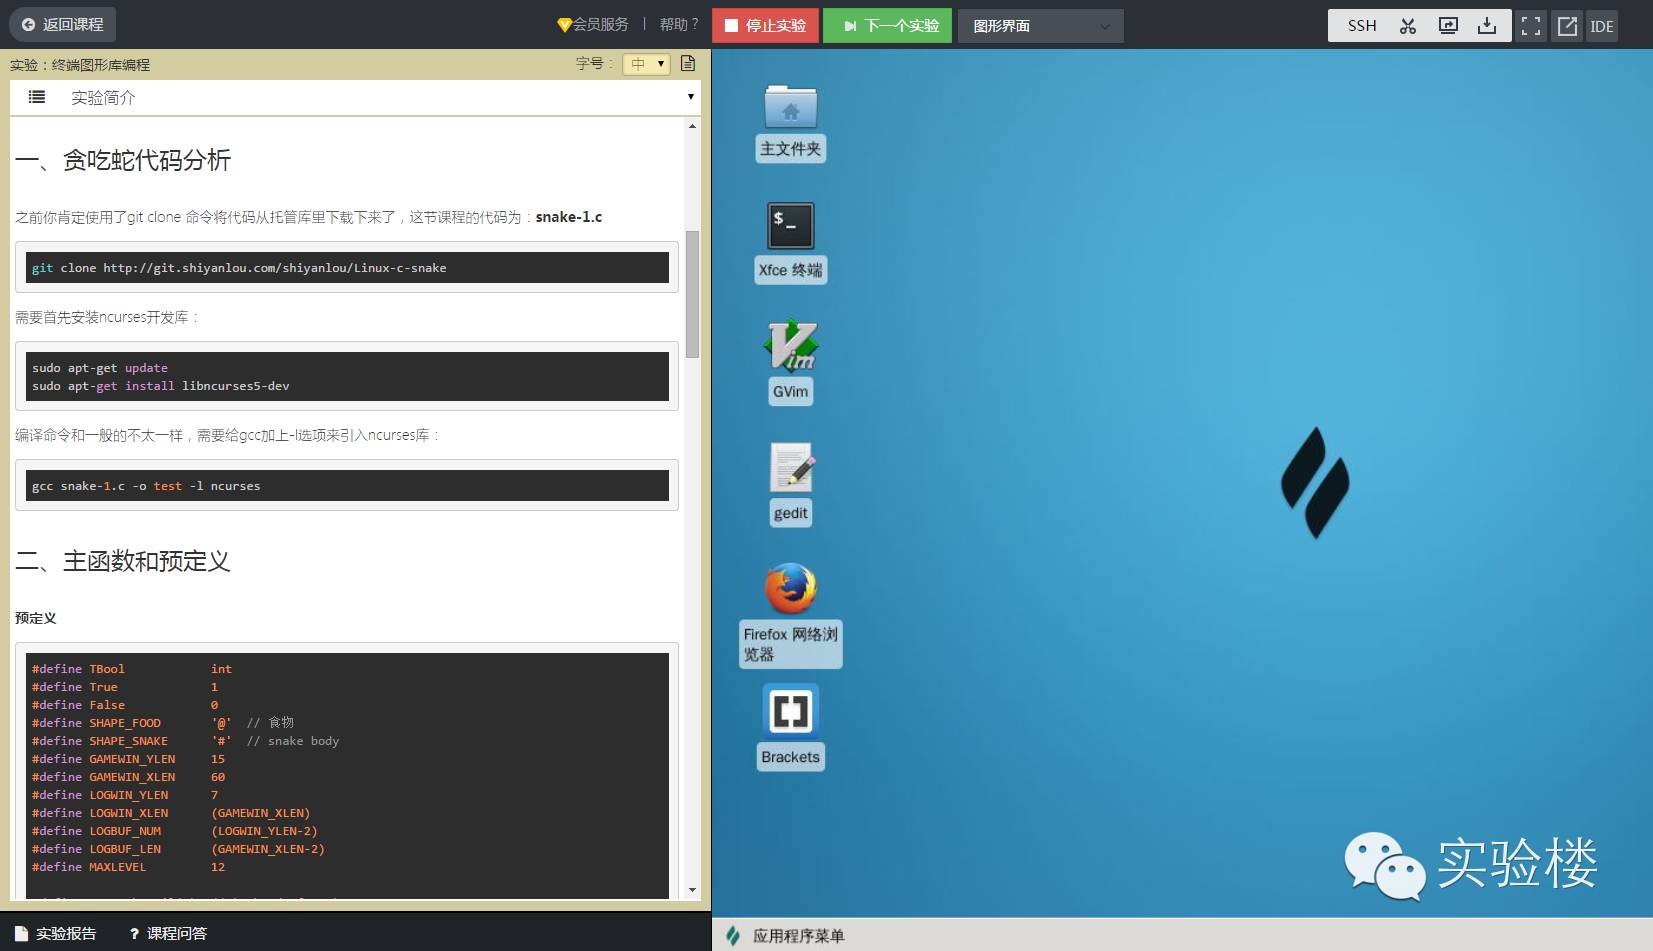 返回课程
会员服务 | 帮助 ?
停止实验
下一个实验
图形界面
SSH
IDE
实验：终端图形库编程
字号：
中
实验简介
一、贪吃蛇代码分析
之前你肯定使用了git clone 命令将代码从托管库里下载下来了，这节课程的代码为：snake-1.c
git clone http://git.shiyanlou.com/shiyanlou/Linux-c-snake
需要首先安装ncurses开发库：
sudo apt-get update
sudo apt-get install libncurses5-dev
编译命令和一般的不太一样，需要给gcc加上-l选项来引入ncurses库：
gcc snake-1.c -o test -l ncurses
二、主函数和预定义
预定义
#define TBool int
#define True 1
#define False 0
#define SHAPE_FOOD '@' // 食物
#define SHAPE_SNAKE '#' // snake body
#define GAMEWIN_YLEN 15
#define GAMEWIN_XLEN 60
#define LOGWIN_YLEN 7
#define LOGWIN_XLEN (GAMEWIN_XLEN)
#define LOGBUF_NUM (LOGWIN_YLEN-2)
#define LOGBUF_LEN (GAMEWIN_XLEN-2)
#define MAXLEVEL 12
实验报告
? 课程问答
主文件夹
$_
Xfce 终端
Vim
GVim
gedit
Firefox 网络浏
览器
Brackets
实验楼
应用程序菜单